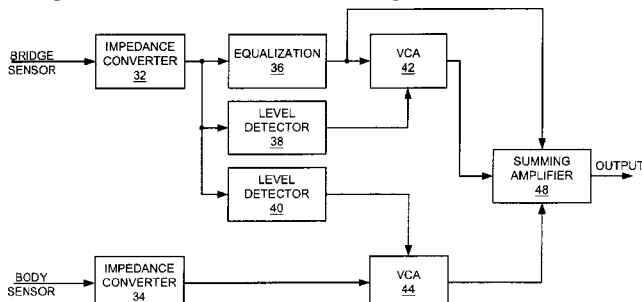 BRIDGE
SENSOR
IMPEDANCE
CONVERTER
32
EQUALIZATION
36
VCA
42
LEVEL
DETECTOR
38
LEVEL
DETECTOR
40
SUMMING
AMPLIFIER
48
OUTPUT
BODY
SENSOR
IMPEDANCE
CONVERTER
34
VCA
44